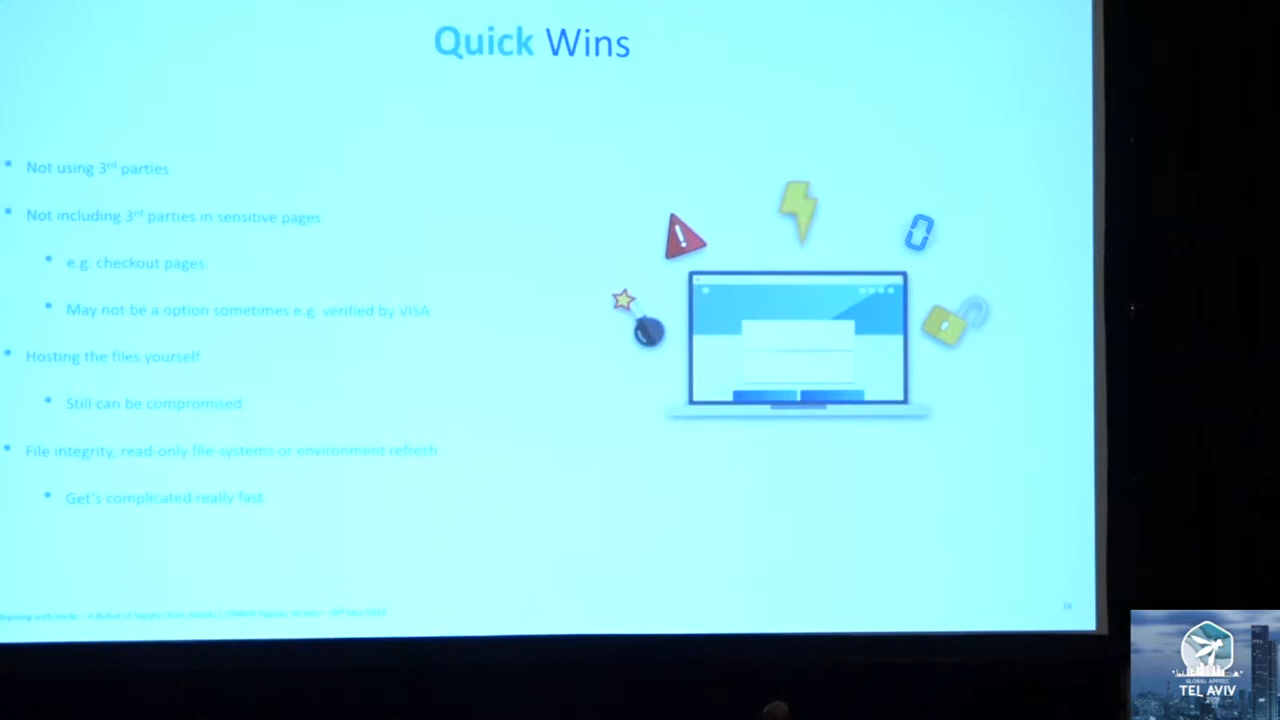 Quick Wins
Not using 3rd parties
Not including 3rd parties in sensitive pages
e.g. checkout pages
May not be a option sometimes e.g. verified by VISA
Hosting the files yourself
Still can be compromised
File integrity, read-only file-systems or environment refresh
Get's complicated really fast
GLOBAL APPSEC
TEL AVIV